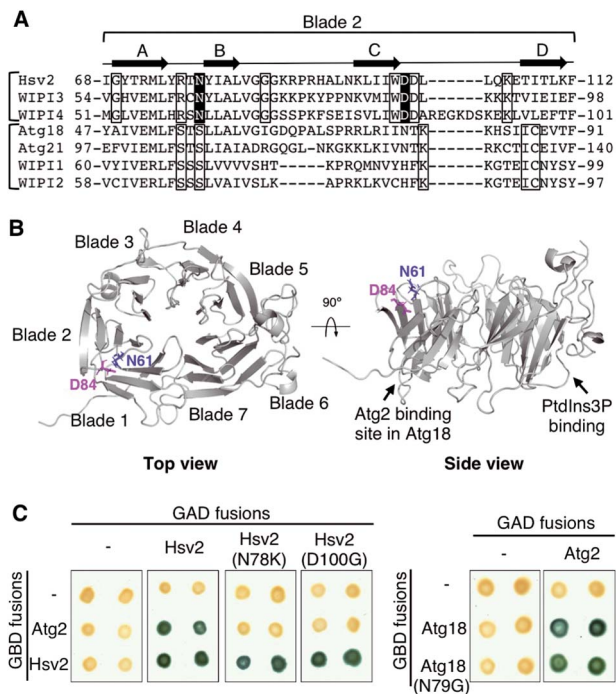 A
Blade 2
A B C D
Hsv2 68-IGYTRMLYRTNYIALVGGGKRPRHALNKLIIWDDL-----LQKETITLKF-112
WIPI3 54-VGHVEMLFRCNYLALVGGGKKPKYPPNKVMIWDDL-----KKKTVIEIEF-98
WIPI4 51-MGLVEMLHRSNLLALVGGGSSPKFSEISVLIWDDAREGKDSKEKLVLEFTF-101
Atg18 47-YAIVEMLFSTSLLALVGIGDQPALSPRRLRIINTK-----KHSIICEVTF-91
Atg21 97-EFVIEMLFSTSLLAIADRGQGL-NKGKKLKIVNTK-----RKCTICEIVF-140
WIPI1 60-VYIVERLFSSSLVVVVSHT-----KPRQMNVYHFK-----KGTEICNYSY-99
WIPI2 58-VCIVERLFSSSLVAIVSLK-----APRKLKVCHFK-----KGTEICNYSY-97
B
Blade 4
Blade 3
Blade 5
Blade 2
N61
D84
Blade 1
Blade 7
Blade 6
Top view
90°
N61
D84
Atg2 binding
site in Atg18
PtdIns3P
binding
Side view
C
GAD fusions
- Hsv2 Hsv2 (N78K) Hsv2 (D100G)
GBD fusions
-
Atg2
Hsv2
GAD fusions
- Atg2
GBD fusions
-
Atg18
Atg18
(N79G)